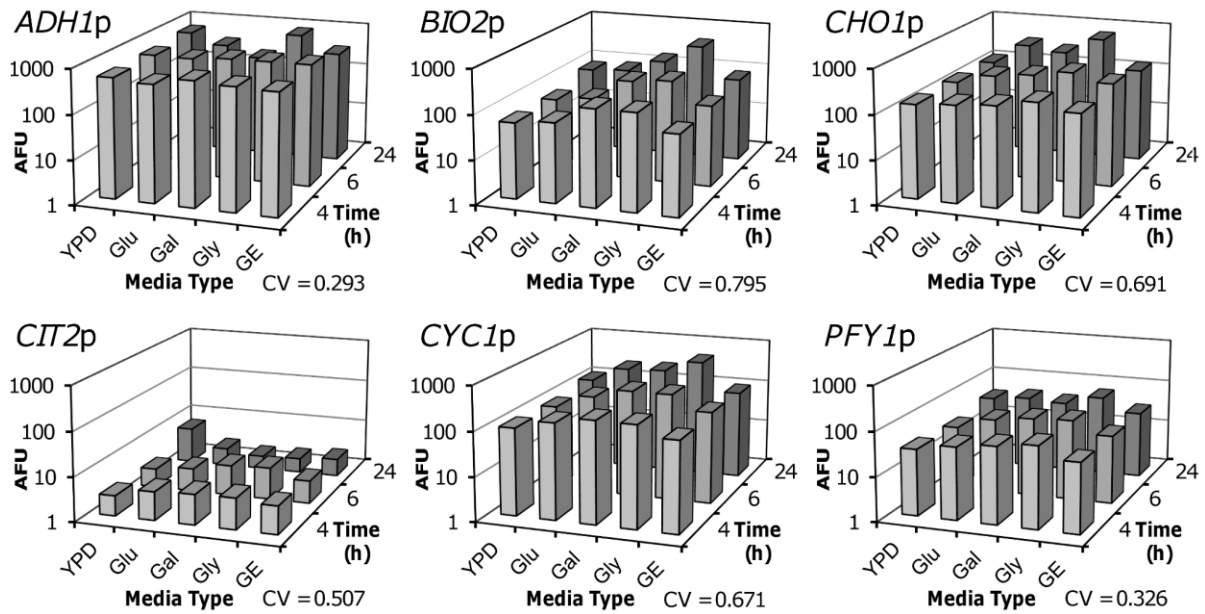 ADH1p
1000
100
10
1
AFU
YPD
Glu
Gal
Gly
GE
4
6
24
Time
(h)
Media Type
CV = 0.293
BIO2p
1000
100
10
1
AFU
YPD
Glu
Gal
Gly
GE
4
6
24
Time
(h)
Media Type
CV = 0.795
CHO1p
1000
100
10
1
AFU
YPD
Glu
Gal
Gly
GE
4
6
24
Time
(h)
Media Type
CV = 0.691
CIT2p
1000
100
10
1
AFU
YPD
Glu
Gal
Gly
GE
4
6
24
Time
(h)
Media Type
CV = 0.507
CYC1p
1000
100
10
1
AFU
YPD
Glu
Gal
Gly
GE
4
6
24
Time
(h)
Media Type
CV = 0.671
PFY1p
1000
100
10
1
AFU
YPD
Glu
Gal
Gly
GE
4
6
24
Time
(h)
Media Type
CV = 0.326